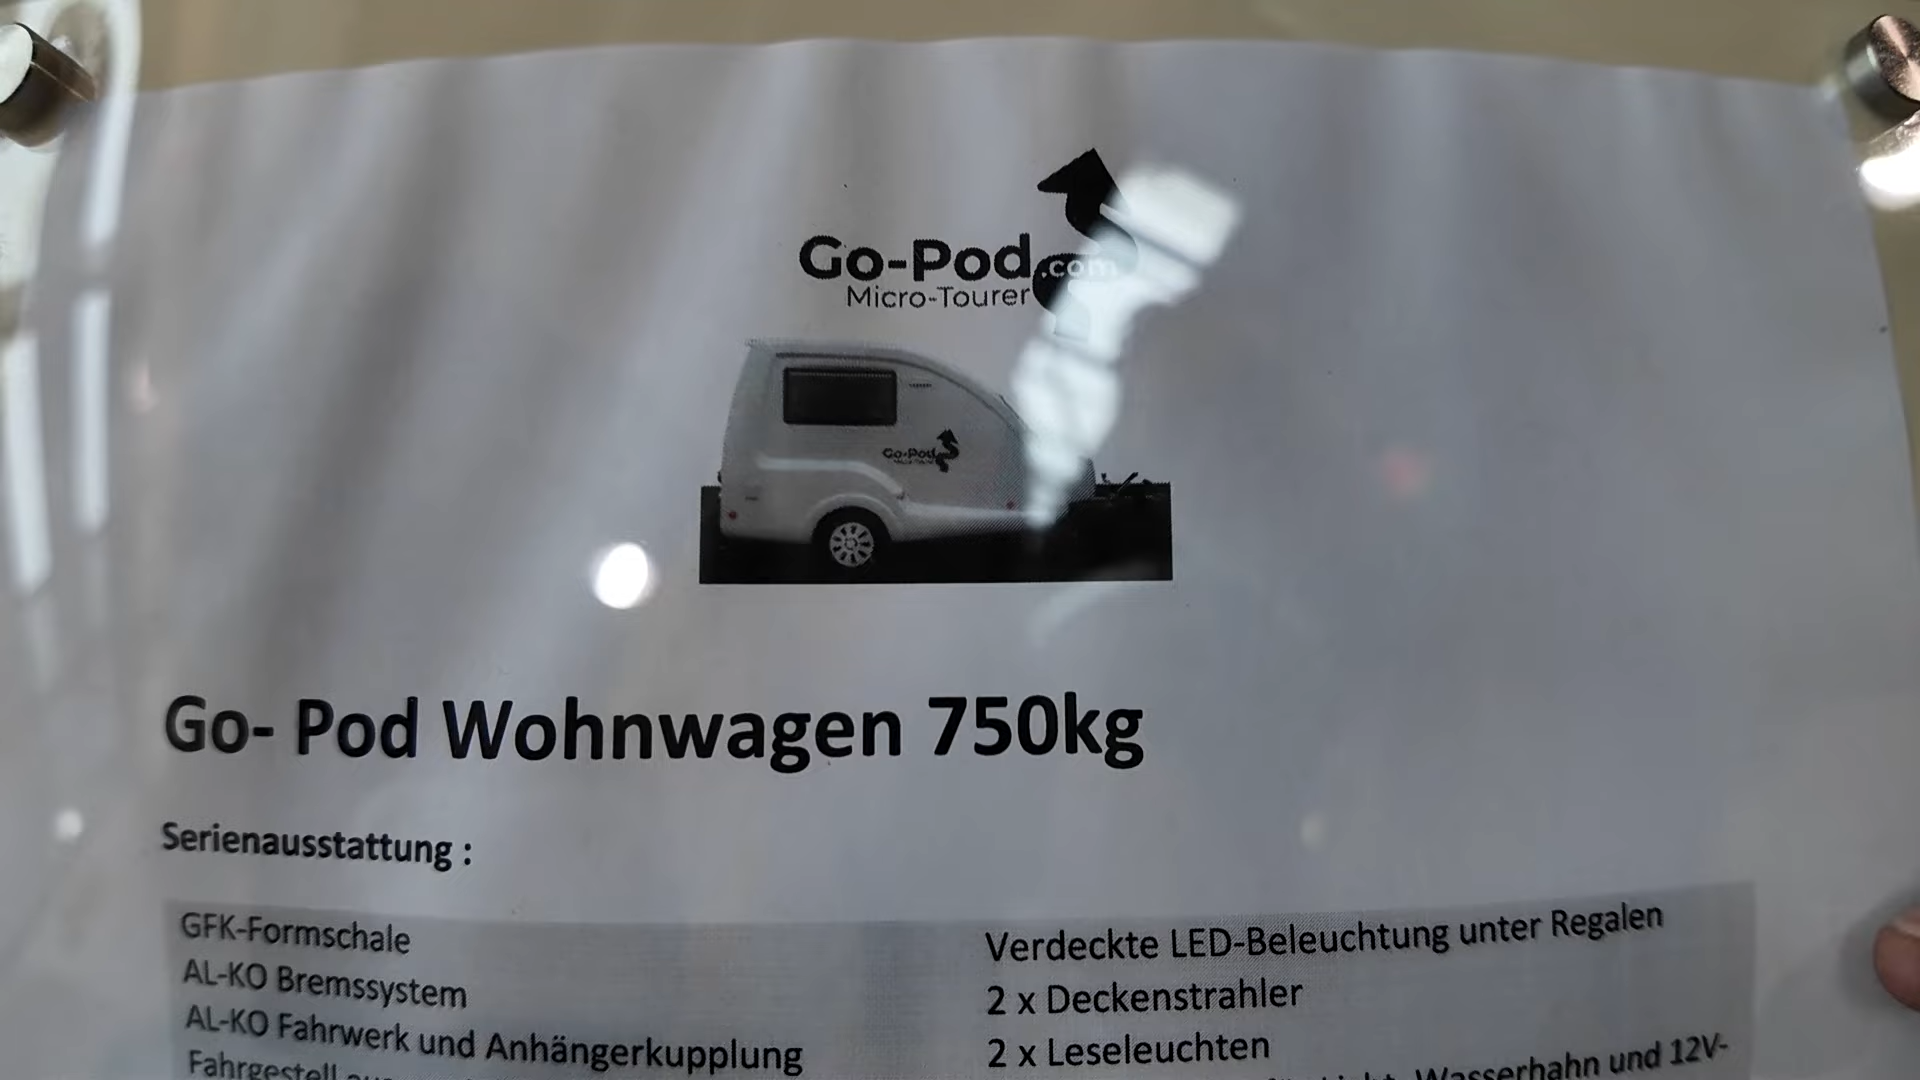 Go-Pod.com
Micro-Tourer
Go-Pod
Go- Pod Wohnwagen 750kg
Serienausstattung :
GFK-Formschale
AL-KO Bremssystem
AL-KO Fahrwerk und Anhängerkupplung
Fahrgestell
Verdeckte LED-Beleuchtung unter Regalen
2 x Deckenstrahler
2 x Leseleuchten
Wasserhahn und 12V-